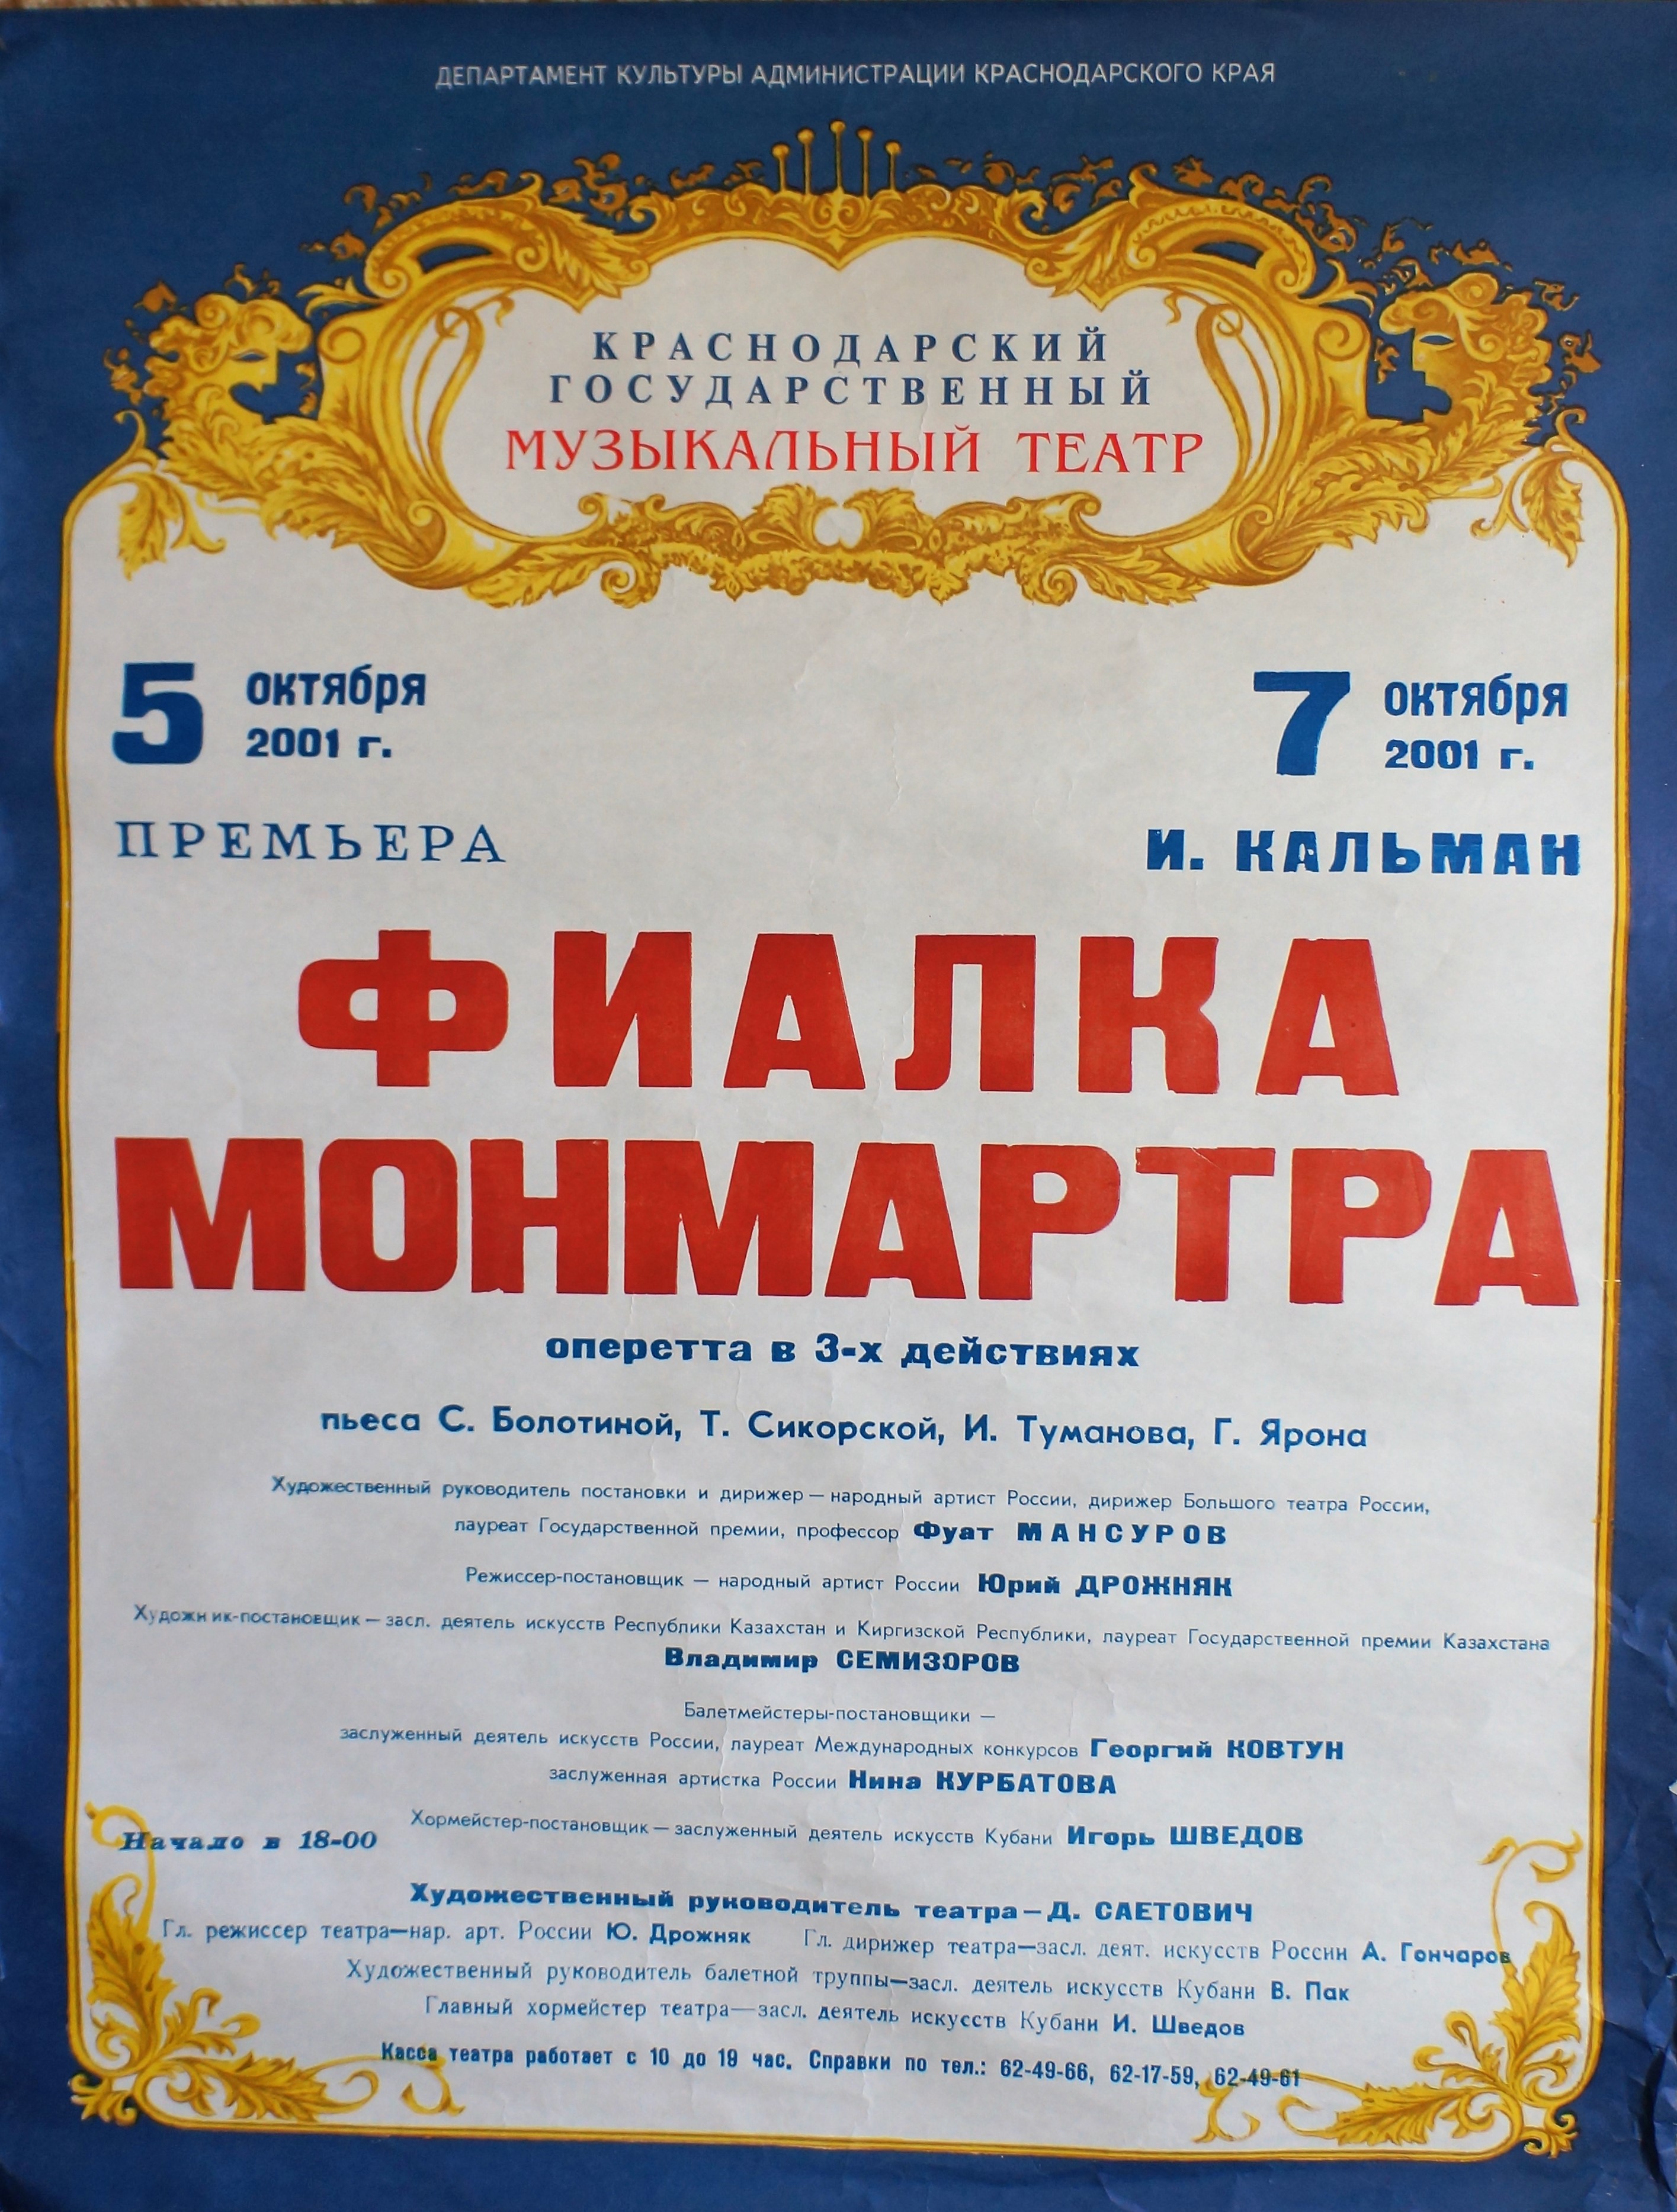 ДЕПАРТАМЕНТ КУЛЬТУРЫ АДМИНИСТРАЦИИ КРАСНОДАРСКОГО КРАЯ
КРАСНОДАРСКИЙ
ГОСУДАРСТВЕННЫЙ
МУЗЫКАЛЬНЫЙ ТЕАТР
5 октября 2001 г.
7 октября 2001 г.
ПРЕМЬЕРА
И. КАЛЬМАН
ФИАЛКА
МОНМАРТРА
оперетта в 3-х действиях
пьеса С. Болотиной, Т. Сикорской, И. Туманова, Г. Ярона
Художественный руководитель постановки и дирижер — народный артист России, дирижер Большого театра России,
лауреат Государственной премии, профессор Фуат МАНСУРОВ
Режиссер-постановщик — народный артист России Юрий ДРОЖНЯК
Художник-постановщик — засл. деятель искусств Республики Казахстан и Киргизской Республики, лауреат Государственной премии Казахстана
Владимир СЕМИЗОРОВ
Балетмейстеры-постановщики —
заслуженный деятель искусств России, лауреат Международных конкурсов Георгий КОВТУН
заслуженная артистка России Нина КУРБАТОВА
Хормейстер-постановщик — заслуженный деятель искусств Кубани Игорь ШВЕДОВ
Начало в 18-00
Художественный руководитель театра — Д. САЕТОВИЧ
Гл. режиссер театра—нар. арт. России Ю. Дрожняк
Гл. дирижер театра—засл. деят. искусств России А. Гончаров
Художественный руководитель балетной труппы—засл. деятель искусств Кубани В. Пак
Главный хормейстер театра—засл. деятель искусств Кубани И. Шведов
Касса театра работает с 10 до 19 час. Справки по тел.: 62-49-66, 62-17-59, 62-49-61